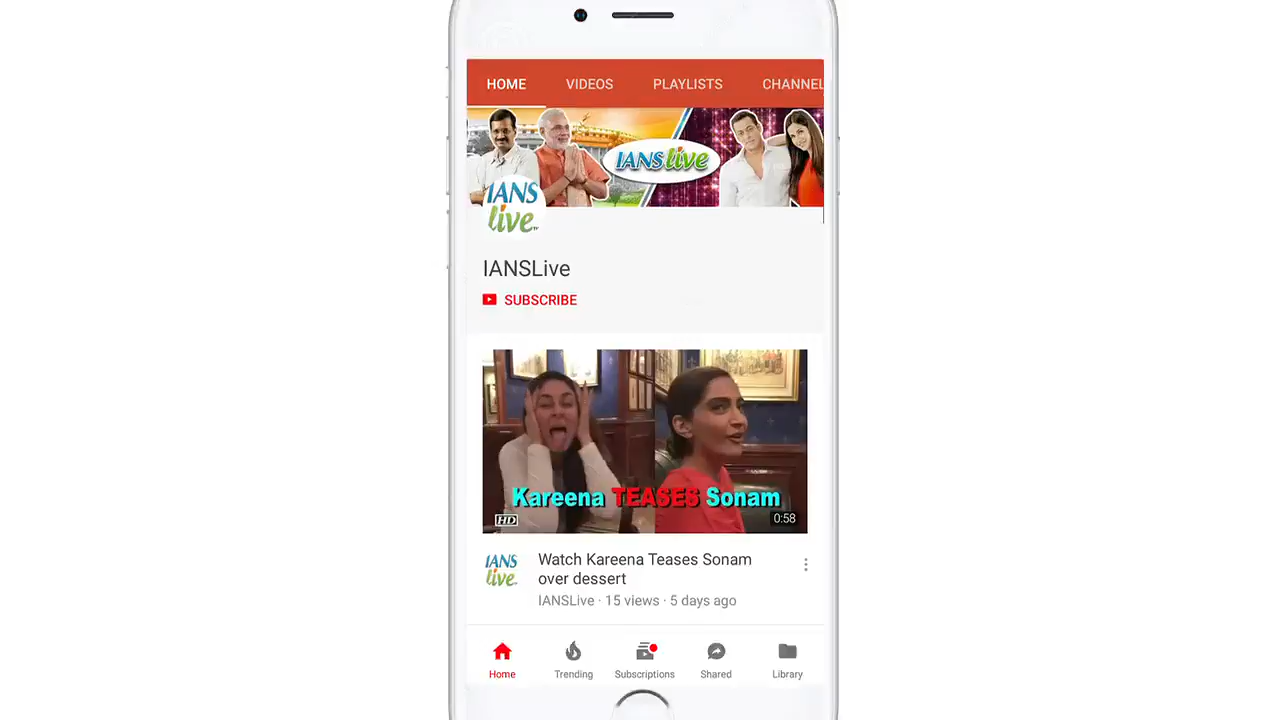 HOME VIDEOS PLAYLISTS CHANNEL
IANS live
IANS
live
IANSLive
SUBSCRIBE
Kareena TEASES Sonam
HD
0:58
IANS
live
Watch Kareena Teases Sonam
over dessert
IANSLive · 15 views · 5 days ago
Home Trending Subscriptions Shared Library